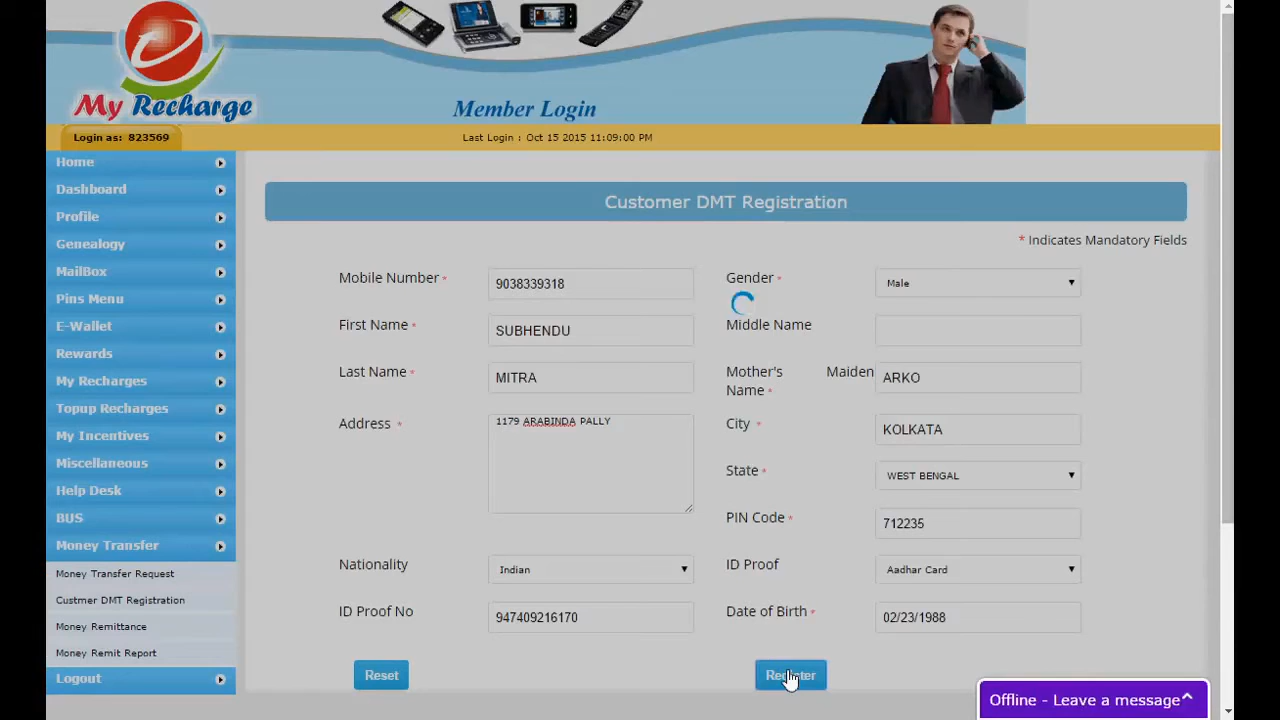 My Recharge
Member Login
Login as: 823569
Last Login : Oct 15 2015 11:09:00 PM
Home
Dashboard
Profile
Genealogy
MailBox
Pins Menu
E-Wallet
Rewards
My Recharges
Topup Recharges
My Incentives
Miscellaneous
Help Desk
BUS
Money Transfer
Money Transfer Request
Custmer DMT Registration
Money Remittance
Money Remit Report
Logout
Customer DMT Registration
* Indicates Mandatory Fields
Mobile Number * 9038339318 Gender * Male
First Name * SUBHENDU Middle Name
Last Name * MITRA Mother's Maiden Name * ARKO
Address * 1179 ARABINDA PALLY City * KOLKATA
State * WEST BENGAL
PIN Code * 712235
Nationality Indian ID Proof Aadhar Card
ID Proof No 947409216170 Date of Birth * 02/23/1988
Reset Register
Offline - Leave a message